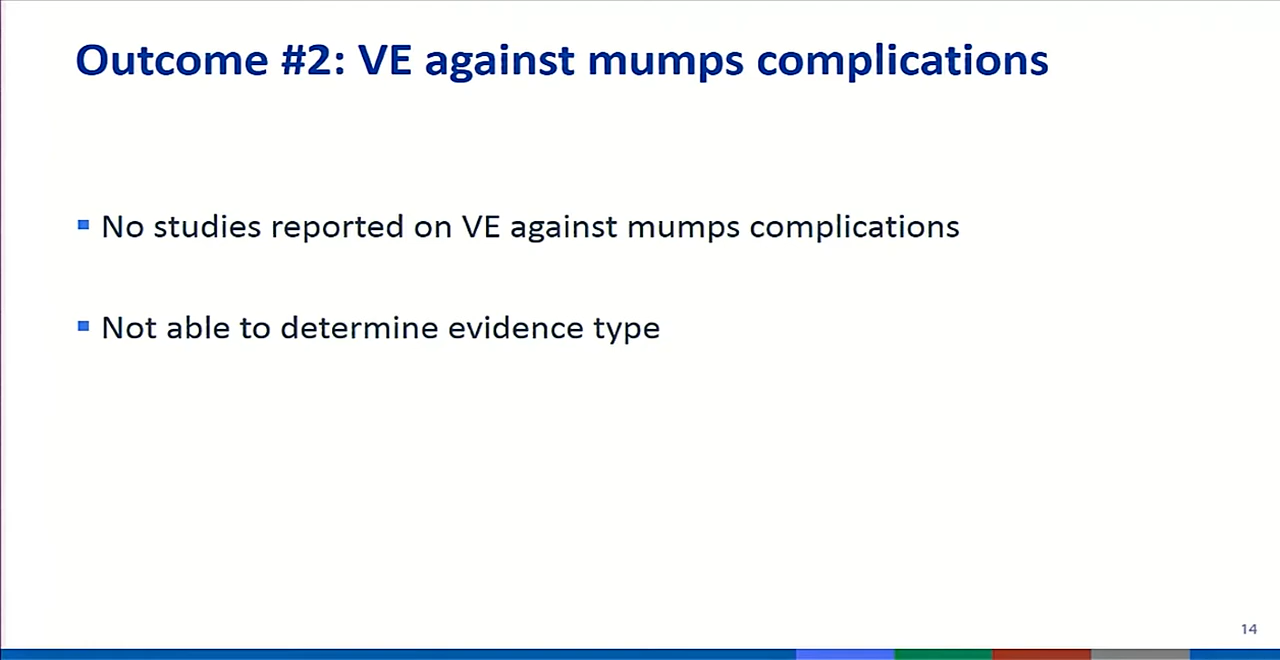 Outcome #2: VE against mumps complications
No studies reported on VE against mumps complications
Not able to determine evidence type
14